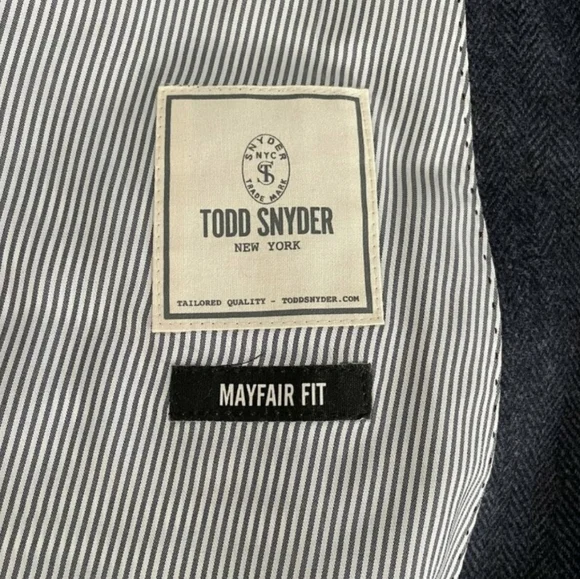 SNYDER
NYC
TS
TRADE MARK
TODD SNYDER
NEW YORK
TAILORED QUALITY - TODDSNYDER.COM
MAYFAIR FIT